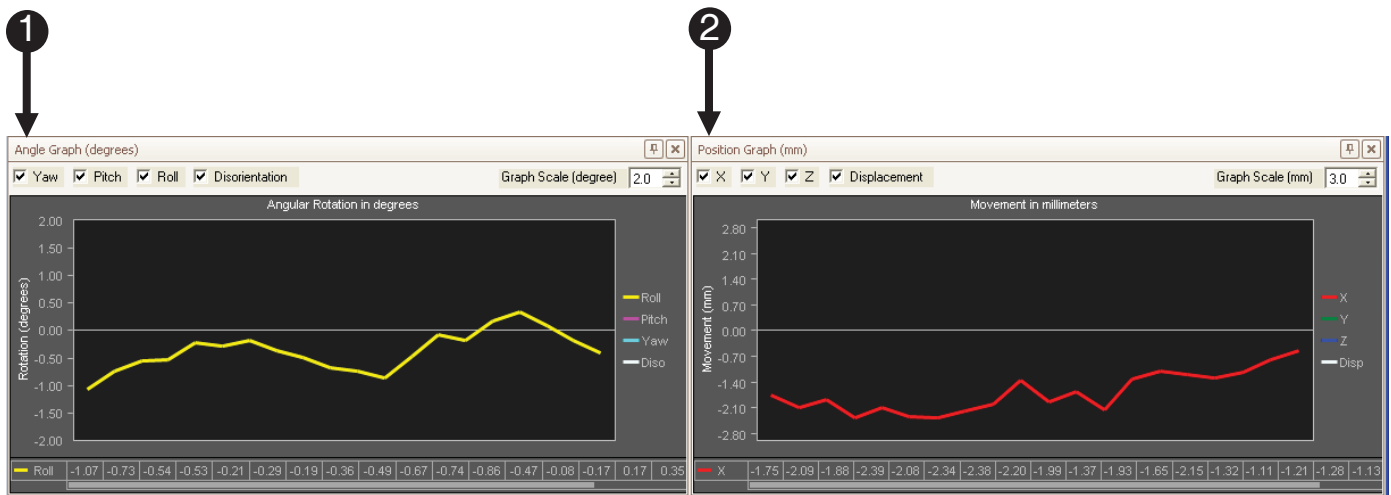 1
2
Angle Graph (degrees)
Yaw Pitch Roll Disorientation Graph Scale (degree) 2.0
Angular Rotation in degrees
Rotation (degrees)
2.00
1.50
1.00
0.50
0.00
-0.50
-1.00
-1.50
-2.00
Roll
Pitch
Yaw
Diso
Roll -1.07 -0.73 -0.54 -0.53 -0.21 -0.29 -0.19 -0.36 -0.49 -0.67 -0.74 -0.86 -0.47 -0.08 -0.17 0.17 0.35
Position Graph (mm)
X Y Z Displacement Graph Scale (mm) 3.0
Movement in millimeters
Movement (mm)
2.80
2.10
1.40
0.70
0.00
-0.70
-1.40
-2.10
-2.80
X
Y
Z
Disp
X -1.75 -2.09 -1.88 -2.39 -2.08 -2.34 -2.38 -2.20 -1.99 -1.37 -1.93 -1.65 -2.15 -1.32 -1.11 -1.21 -1.28 -1.13